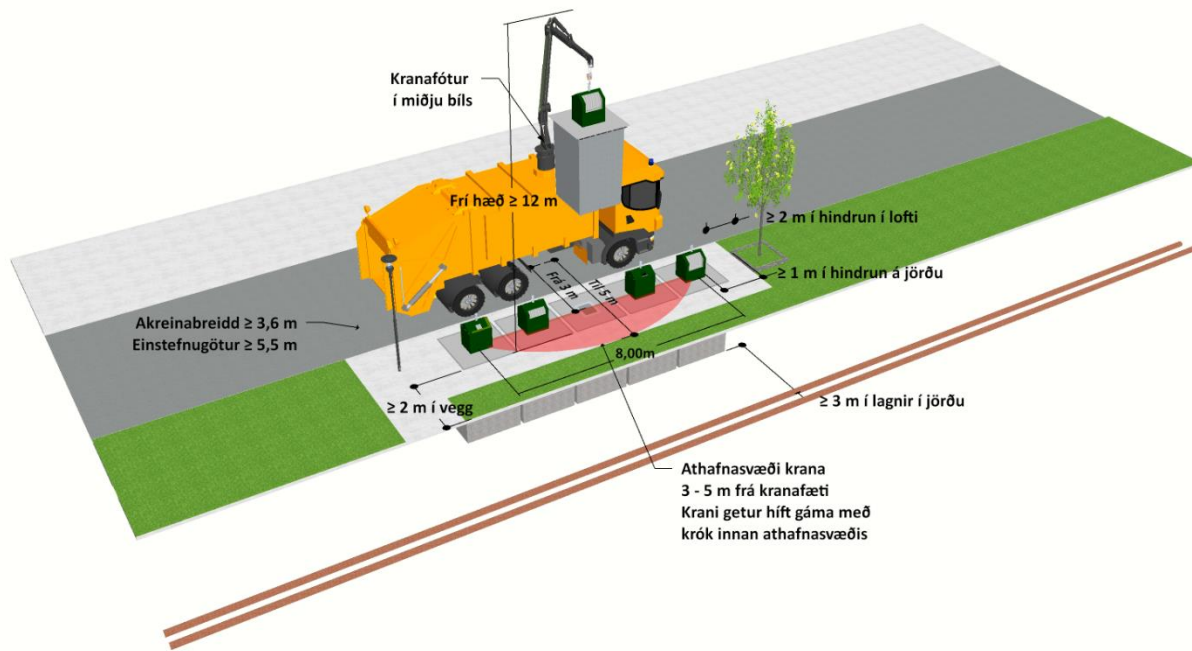 Kranafótur
í miðju bíls
Frí hæð ≥ 12 m
≥ 2 m í hindrun í lofti
≥ 1 m í hindrun á jörðu
Frá 3 m
Til 5 m
Akreinabreidd ≥ 3,6 m
Einstefnugötur ≥ 5,5 m
8,00m
≥ 2 m í vegg
≥ 3 m í lagnir í jörðu
Athafnasvæði krana
3 - 5 m frá kranafæti
Krani getur híft gáma með
krók innan athafnasvæðis